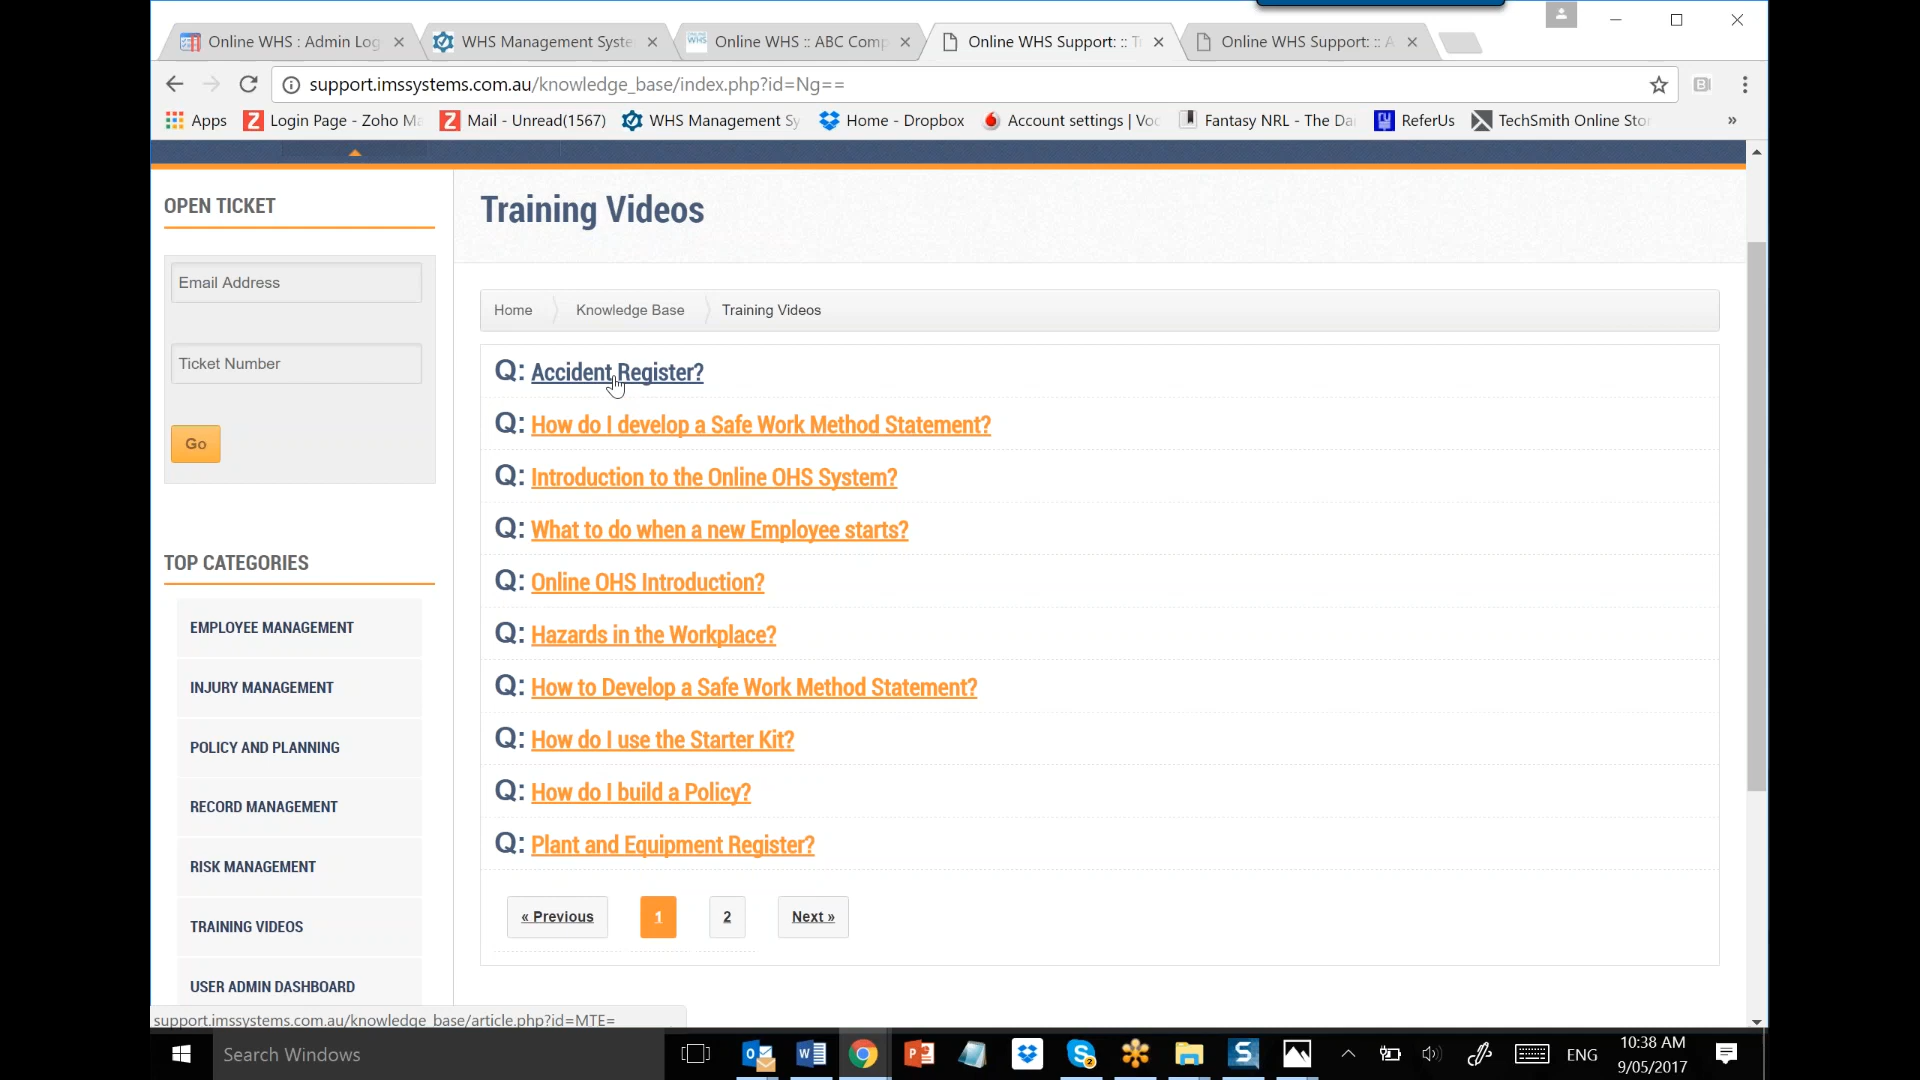 Online WHS : Admin Log
WHS Management Syste
Online WHS :: ABC Comp
Online WHS Support: :: T
Online WHS Support: :: A
support.imssystems.com.au/knowledge_base/index.php?id=Ng==
Apps
Login Page - Zoho Ma
Mail - Unread(1567)
WHS Management Sy
Home - Dropbox
Account settings | Voc
Fantasy NRL - The Da
ReferUs
TechSmith Online Sto
»
OPEN TICKET
Email Address
Ticket Number
Go
TOP CATEGORIES
EMPLOYEE MANAGEMENT
INJURY MANAGEMENT
POLICY AND PLANNING
RECORD MANAGEMENT
RISK MANAGEMENT
TRAINING VIDEOS
USER ADMIN DASHBOARD
Training Videos
Home Knowledge Base Training Videos
Q: Accident Register?
Q: How do I develop a Safe Work Method Statement?
Q: Introduction to the Online OHS System?
Q: What to do when a new Employee starts?
Q: Online OHS Introduction?
Q: Hazards in the Workplace?
Q: How to Develop a Safe Work Method Statement?
Q: How do I use the Starter Kit?
Q: How do I build a Policy?
Q: Plant and Equipment Register?
« Previous 1 2 Next »
support.imssystems.com.au/knowledge_base/article.php?id=MTE=
Search Windows
ENG
10:38 AM
9/05/2017